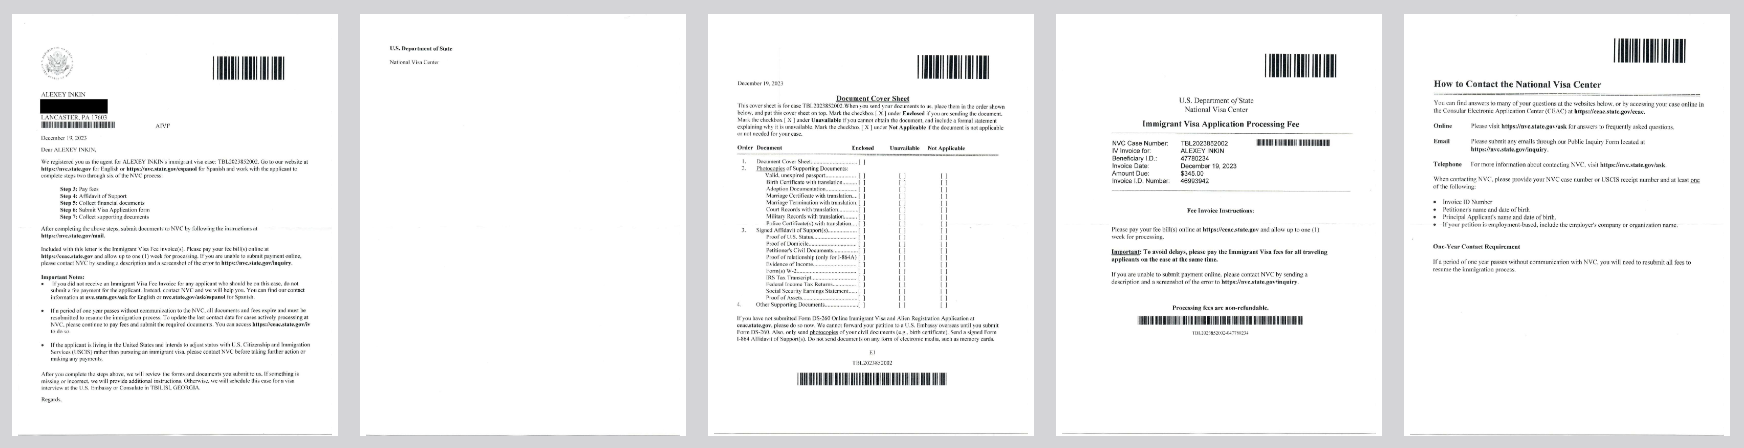 ALEXEY INKIN
LANCASTER, PA 17603
ATVP
December 19, 2023
Dear ALEXEY INKIN,
We registered you as the agent for ALEXEY INKIN's immigrant visa case: TBL2023852002. Go to our website at
https://nvc.state.gov for English or https://nvc.state.gov/espanol for Spanish and work with the applicant to
complete steps two through six of the NVC process.
Step 3: Pay fees
Step 4: Affidavit of Support
Step 5: Collect financial documents
Step 6: Submit Visa Application form
Step 7: Collect supporting documents
After completing the above steps, submit documents to NVC by following the instructions at
https://nvc.state.gov/mail.
Included with this letter is the Immigrant Visa Fee invoice(s). Please pay your fee bill(s) online at
https://ceac.state.gov and allow up to one (1) week for processing. If you are unable to submit payment online,
please contact NVC by sending a description and a screenshot of the error to https://nvc.state.gov/inquiry.
Important Notes:
• If you did not receive an Immigrant Visa Fee Invoice for any applicant who should be on this case, do not
submit a fee payment for the applicant. Instead, contact NVC and we will help you. You can find our contact
information at nvc.state.gov/ask for English or nvc.state.gov/ask/espanol for Spanish.
• If a period of one year passes without communication to the NVC, all documents and fees expire and must be
resubmitted to resume the immigration process. To update the last contact date for cases actively processing at
NVC, please continue to pay fees and submit the required documents. You can access https://ceac.state.gov/iv
to do so.
• If the applicant is living in the United States and intends to adjust status with U.S. Citizenship and Immigration
Services (USCIS) rather than pursuing an immigrant visa, please contact NVC before taking further action or
making any payments.
After you complete the steps above, we will review the forms and documents you submit to us. If something is
missing or incorrect, we will provide additional instructions. Otherwise, we will schedule this case for a visa
interview at the U.S. Embassy or Consulate in TBILISI, GEORGIA.
Regards,
U.S. Department of State
National Visa Center
December 19, 2023
Document Cover Sheet
This cover sheet is for case TBL2023852002. When you send your documents to us, place them in the order shown
below, and put this cover sheet on top. Mark the checkbox [ X ] under Enclosed if you are sending the document.
Mark the checkbox [ X ] under Unavailable if you cannot obtain the document, and include a formal statement
explaining why it is unavailable. Mark the checkbox [ X ] under Not Applicable if the document is not applicable
or not needed for your case.
Order Document Enclosed Unavailable Not Applicable
1. Document Cover Sheet [ ]
2. Photocopies of Supporting Documents:
Valid, unexpired passport [ ] [ ] [ ]
Birth Certificate with translation [ ] [ ] [ ]
Adoption Documentation [ ] [ ] [ ]
Marriage Certificate with translation [ ] [ ] [ ]
Marriage Termination with translation [ ] [ ] [ ]
Court Records with translation [ ] [ ] [ ]
Military Records with translation [ ] [ ] [ ]
Police Certificate(s) with translation [ ] [ ] [ ]
3. Signed Affidavit of Support(s)
Proof of U.S. Status [ ] [ ] [ ]
Proof of Domicile [ ] [ ] [ ]
Petitioner's Civil Documents [ ] [ ] [ ]
Proof of relationship (only for I-864A) [ ] [ ] [ ]
Evidence of Income [ ] [ ] [ ]
Form(s) W-2 [ ] [ ] [ ]
IRS Tax Transcript [ ] [ ] [ ]
Federal Income Tax Returns [ ] [ ] [ ]
Social Security Earnings Statement [ ] [ ] [ ]
Proof of Assets [ ] [ ] [ ]
4. Other Supporting Documents [ ] [ ] [ ]
If you have not submitted Form DS-260 Online Immigrant Visa and Alien Registration Application at
ceac.state.gov, please do so now. We cannot forward your petition to a U.S. Embassy overseas until you submit
Form DS-260. Also, only send photocopies of your civil documents (e.g., birth certificate). Send a signed Form
I-864 Affidavit of Support(s). Do not send documents on any form of electronic media, such as memory cards.
E1
TBL2023852002
U.S. Department of State
National Visa Center
Immigrant Visa Application Processing Fee
NVC Case Number: TBL2023852002
IV Invoice for: ALEXEY INKIN
Beneficiary I.D.: 47780234
Invoice Date: December 19, 2023
Amount Due: $345.00
Invoice I.D. Number: 46993942
Fee Invoice Instructions:
Please pay your fee bill(s) online at https://ceac.state.gov and allow up to one (1)
week for processing.
Important: To avoid delays, please pay the Immigrant Visa fees for all traveling
applicants on the case at the same time.
If you are unable to submit payment online, please contact NVC by sending a
description and a screenshot of the error to https://nvc.state.gov/inquiry.
Processing fees are non-refundable.
How to Contact the National Visa Center
You can find answers to many of your questions at the websites below, or by accessing your case online in
the Consular Electronic Application Center (CEAC) at https://ceac.state.gov/ceac.
Online Please visit https://nvc.state.gov/ask for answers to frequently asked questions.
Email Please submit any emails through our Public Inquiry Form located at
https://nvc.state.gov/inquiry.
Telephone For more information about contacting NVC, visit https://nvc.state.gov/ask
When contacting NVC, please provide your NVC case number or USCIS receipt number and at least one
of the following:
• Invoice ID Number
• Petitioner's name and date of birth
• Principal Applicant's name and date of birth,
• If your petition is employment-based, include the employer's company or organization name.
One-Year Contact Requirement
If a period of one year passes without communication with NVC, you will need to resubmit all fees to
resume the immigration process.